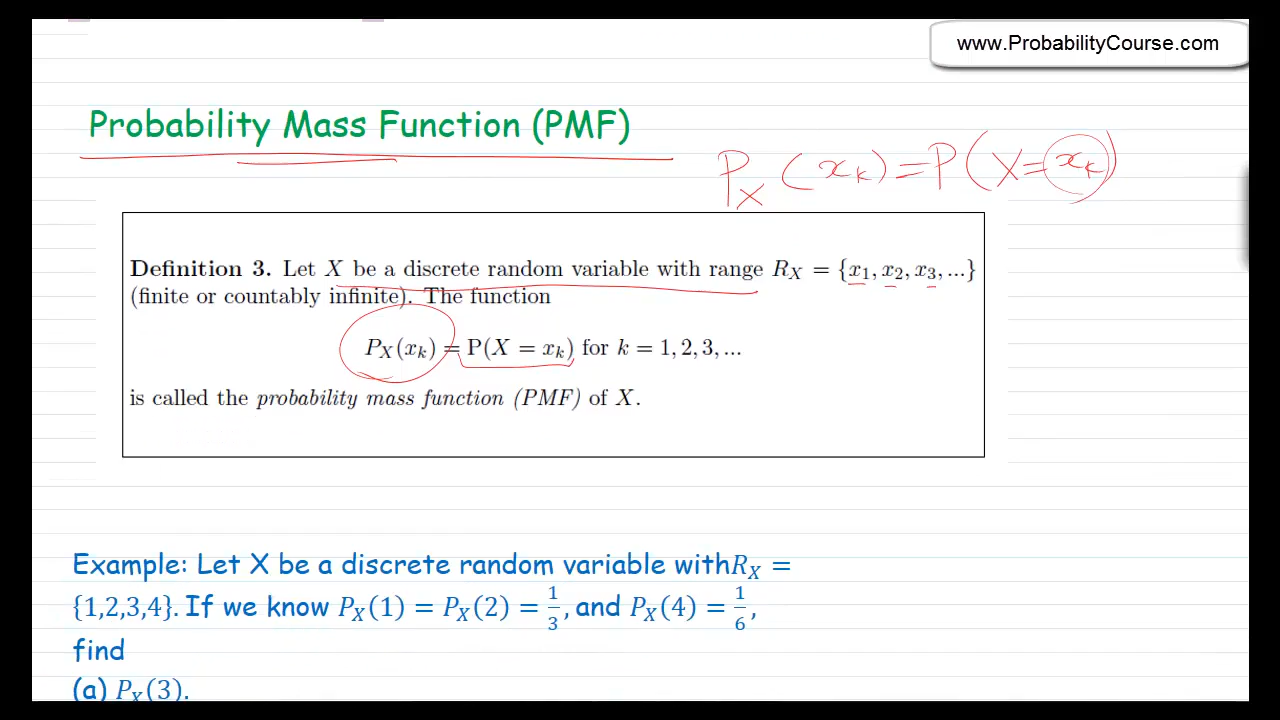 www.ProbabilityCourse.com
Probability Mass Function (PMF)
P_X (x_k) = P(X = x_k)
Definition 3. Let X be a discrete random variable with range R_X = {x_1, x_2, x_3, ...}
(finite or countably infinite). The function
P_X(x_k) = P(X = x_k) for k = 1, 2, 3, ...
is called the probability mass function (PMF) of X.
Example: Let X be a discrete random variable with R_X =
{1,2,3,4}. If we know P_X(1) = P_X(2) = 1/3, and P_X(4) = 1/6,
find
(a) P_X(3).